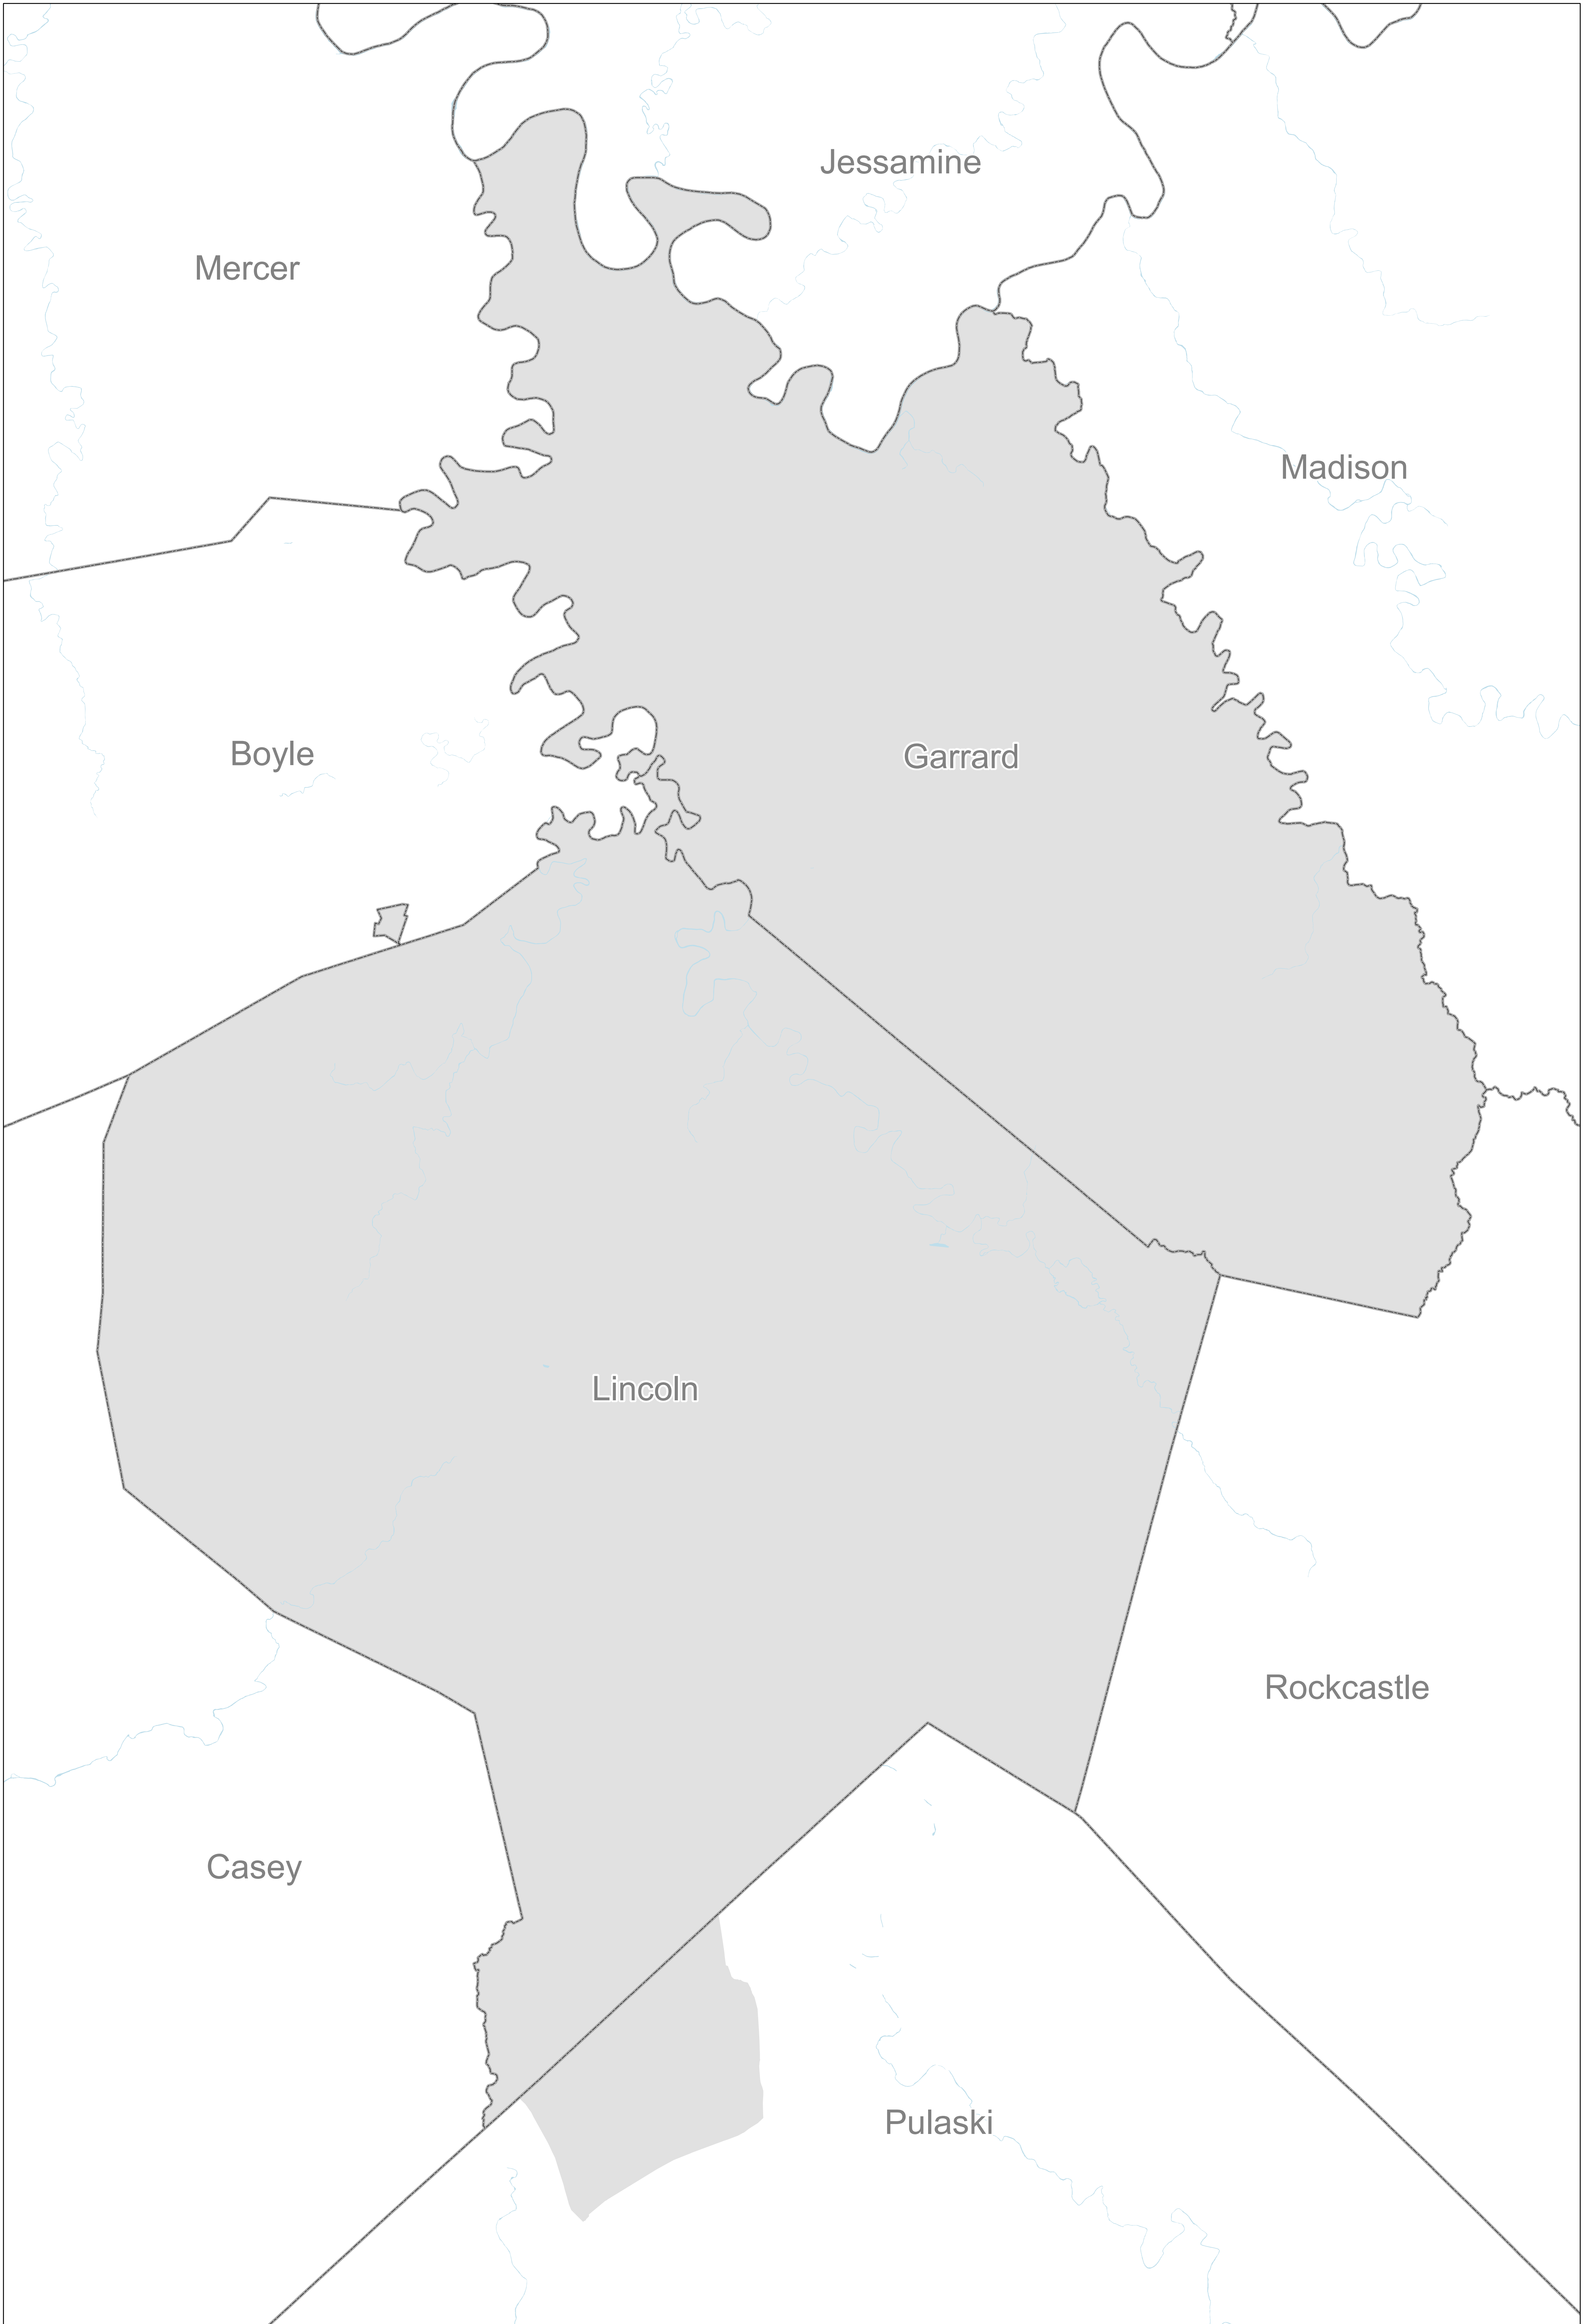 Jessamine
Mercer
Madison
Boyle
Garrard
Lincoln
Rockcastle
Casey
Pulaski